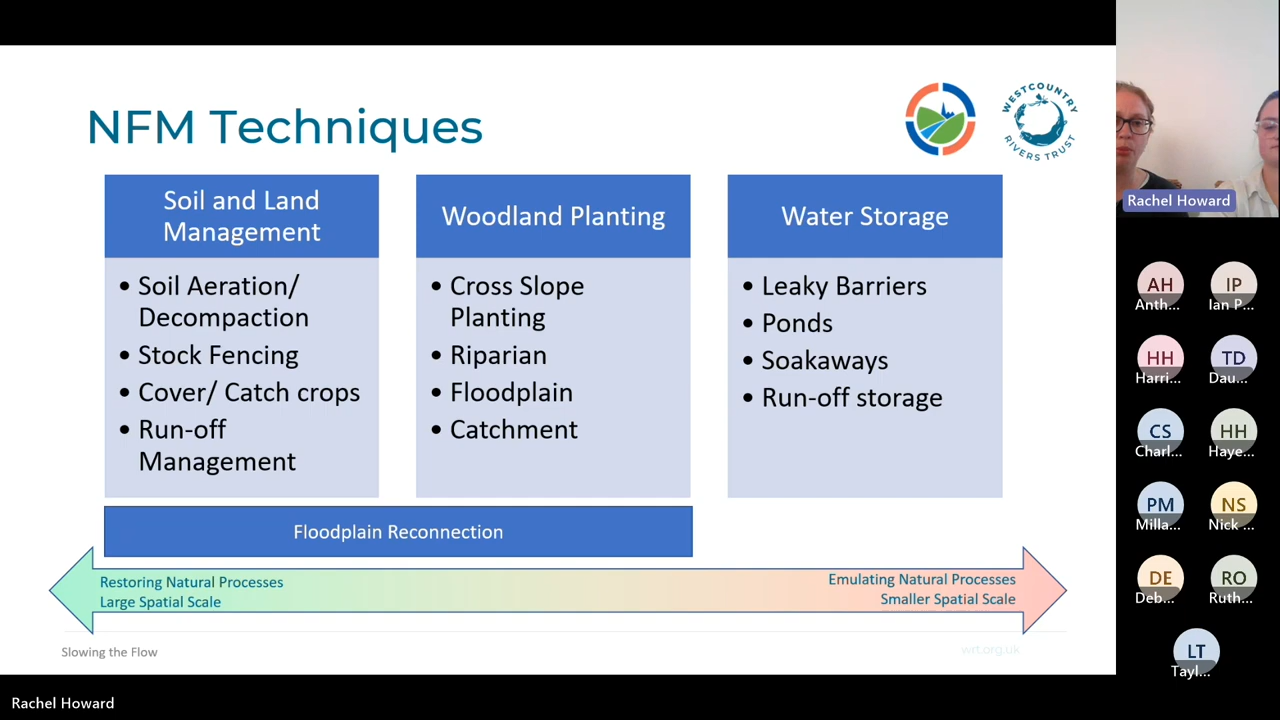 NFM Techniques
WESTCOUNTRY
RIVERS TRUST
Soil and Land
Management
• Soil Aeration/
Decompaction
• Stock Fencing
• Cover/ Catch crops
• Run-off
Management
Woodland Planting
• Cross Slope
Planting
• Riparian
• Floodplain
• Catchment
Water Storage
• Leaky Barriers
• Ponds
• Soakaways
• Run-off storage
Floodplain Reconnection
Restoring Natural Processes
Large Spatial Scale
Emulating Natural Processes
Smaller Spatial Scale
Slowing the Flow
wrt.org.uk
Rachel Howard
Rachel Howard
AH
Anth...
IP
Ian P...
HH
Harri...
TD
Dau...
CS
Charl...
HH
Haye...
PM
Milla...
NS
Nick ...
DE
Deb...
RO
Ruth...
LT
Tayl...